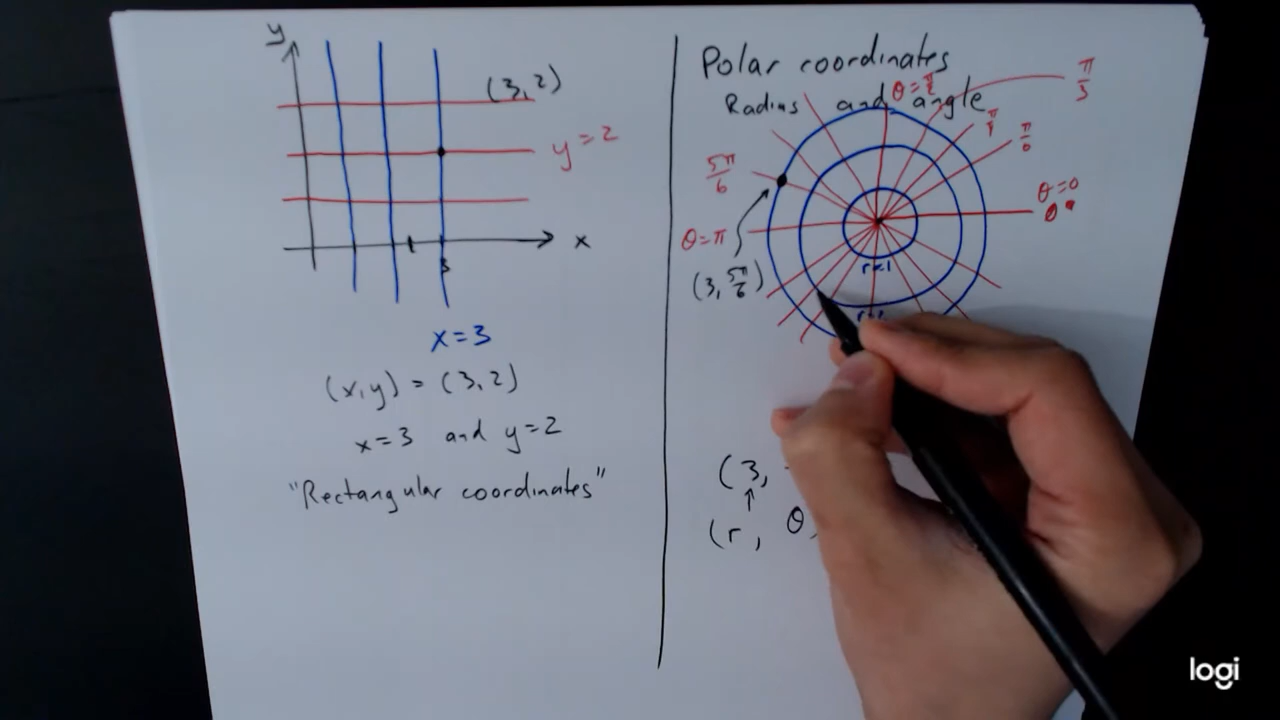 y
(3,2)
y=2
x
3
x=3
(x,y) = (3,2)
x=3 and y=2
"Rectangular coordinates"
Polar coordinates
Radius and angle
θ=π/2
π/3
π/4
π/6
5π/6
θ=0
0°
θ=π
(3, 5π/6)
r=1
(3,
↑
(r, θ
logi